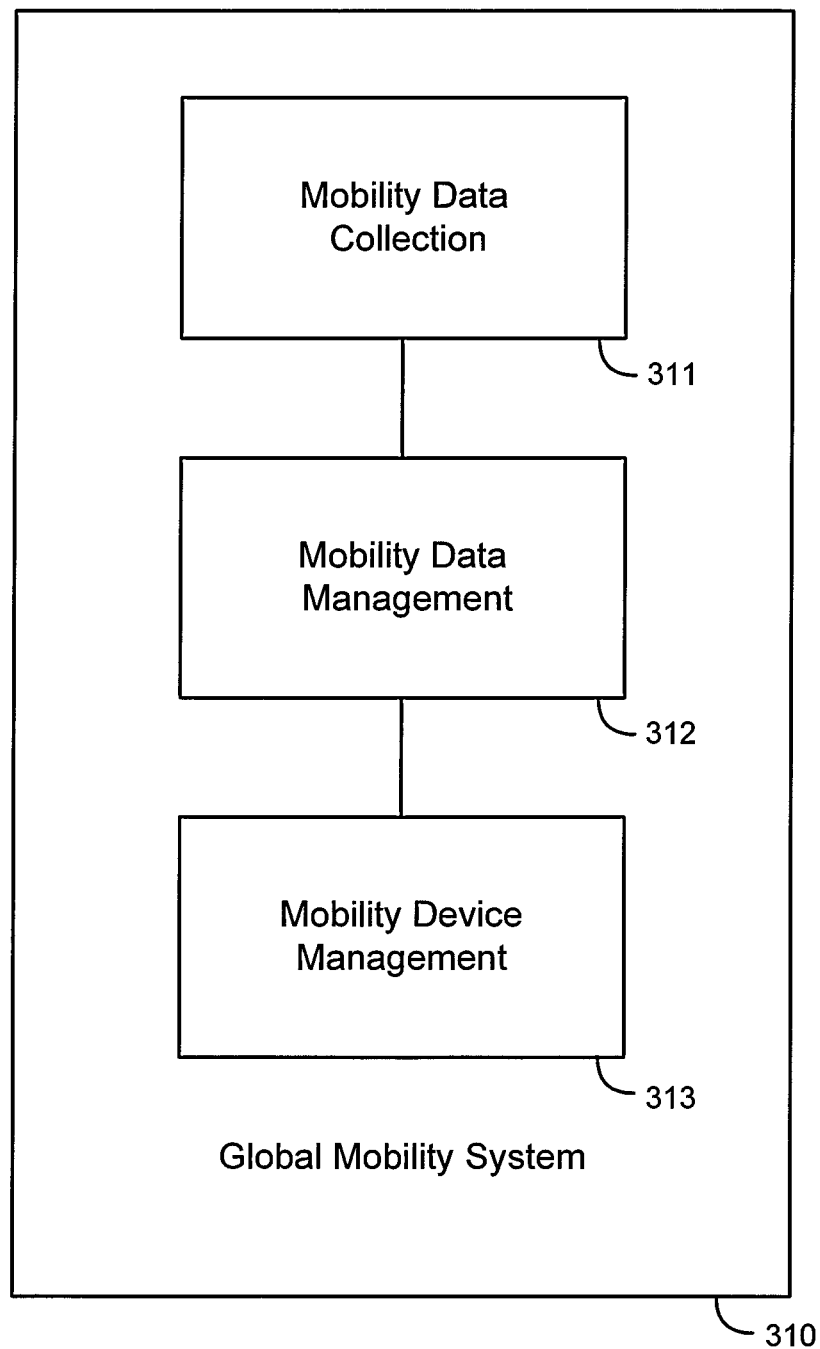 Mobility Data
Collection
311
Mobility Data
Management
312
Mobility Device
Management
313
Global Mobility System
310